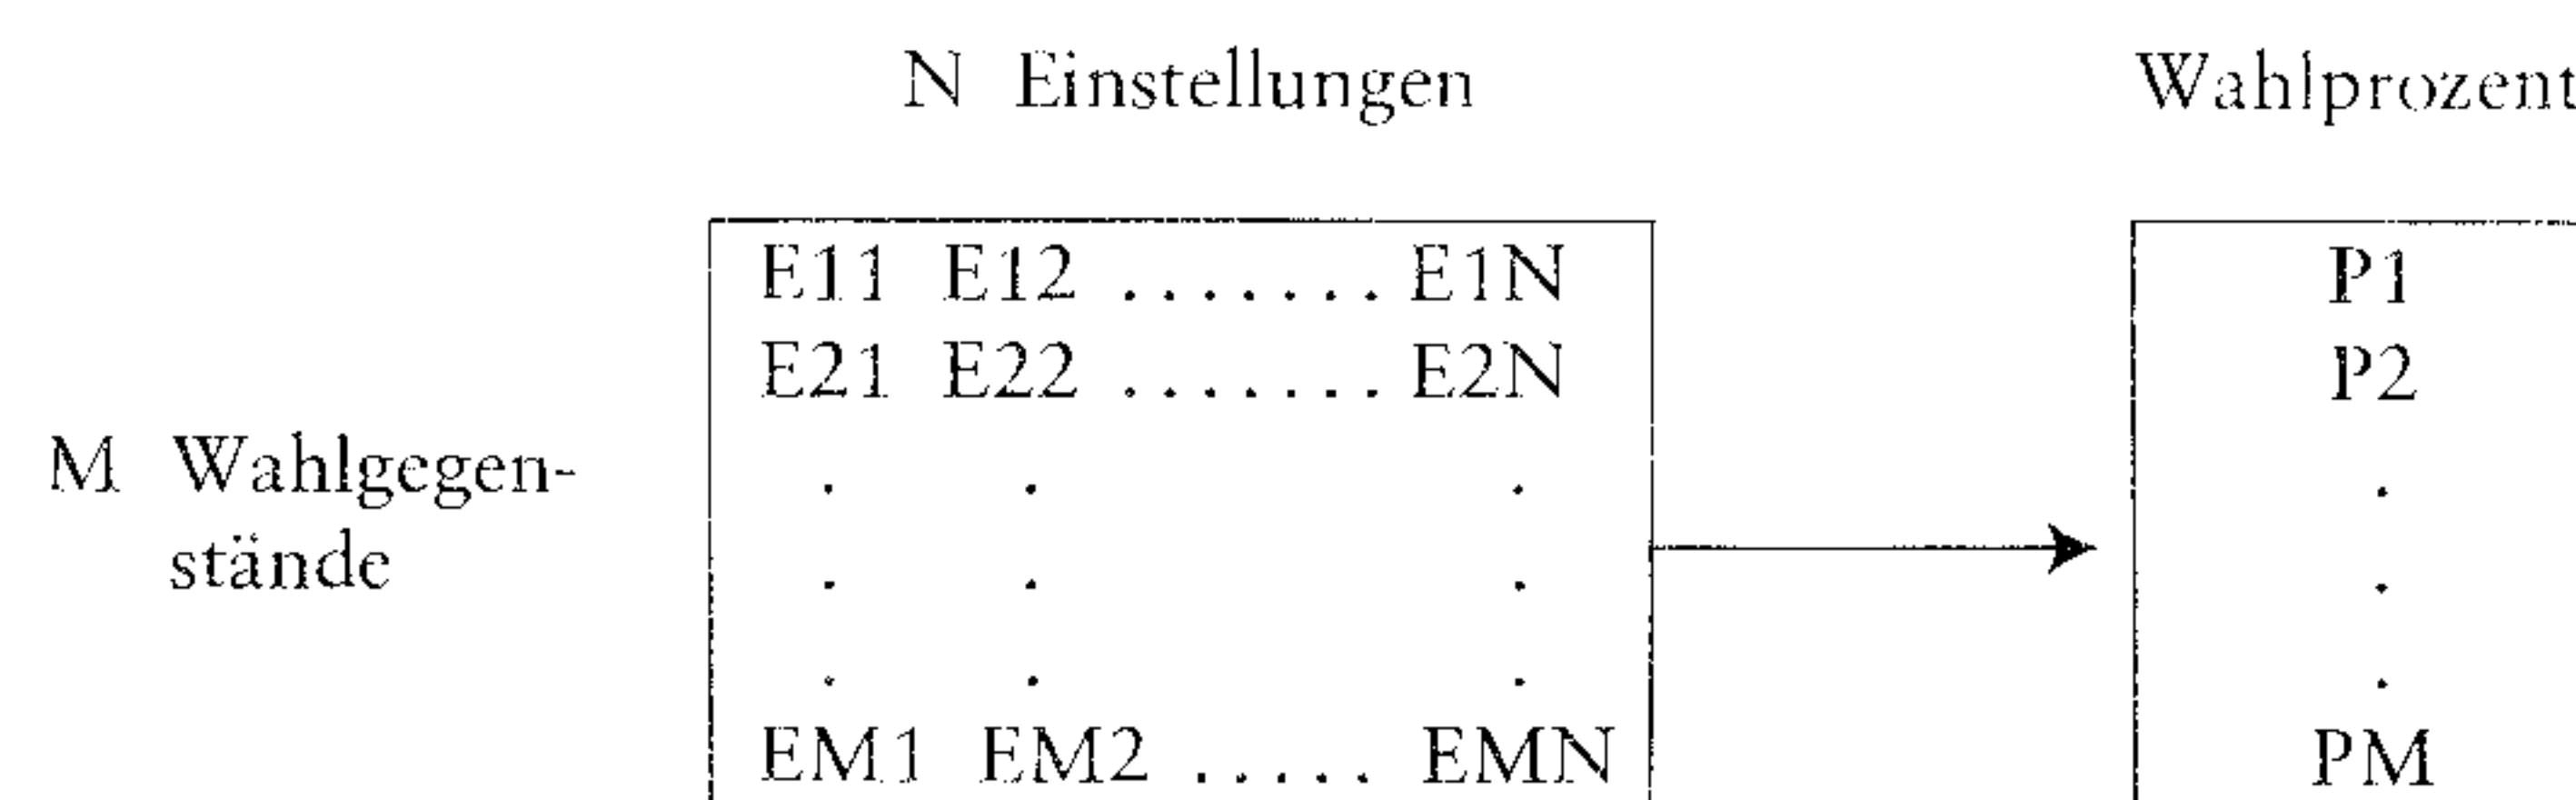 N Einstellungen
Wahlprozent
E11 E12 ....... E1N
P1
E21 E22 ....... E2N
P2
M Wahlgegen-
. . . .
stände
. . . .
. . . .
EM1 EM2 ..... EMN
PM